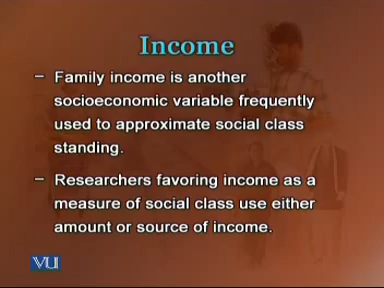 Income
– Family income is another
socioeconomic variable frequently
used to approximate social class
standing.
– Researchers favoring income as a
measure of social class use either
amount or source of income.
VU